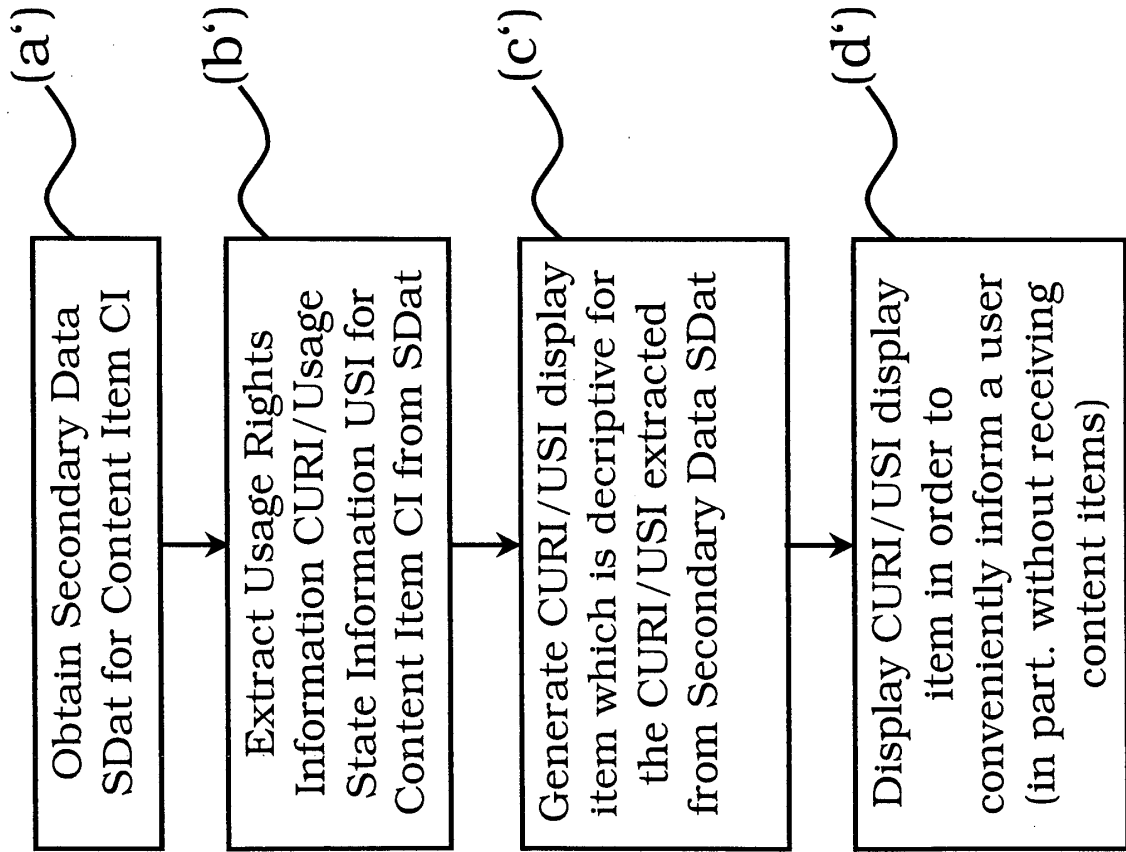 Obtain Secondary Data
SDat for Content Item CI
(a‘)
Extract Usage Rights
Information CURI/Usage
State Information USI for
Content Item CI from SDat
(b‘)
Generate CURI/USI display
item which is decriptive for
the CURI/USI extracted
from Secondary Data SDat
(c‘)
Display CURI/USI display
item in order to
conveniently inform a user
(in part. without receiving
content items)
(d‘)